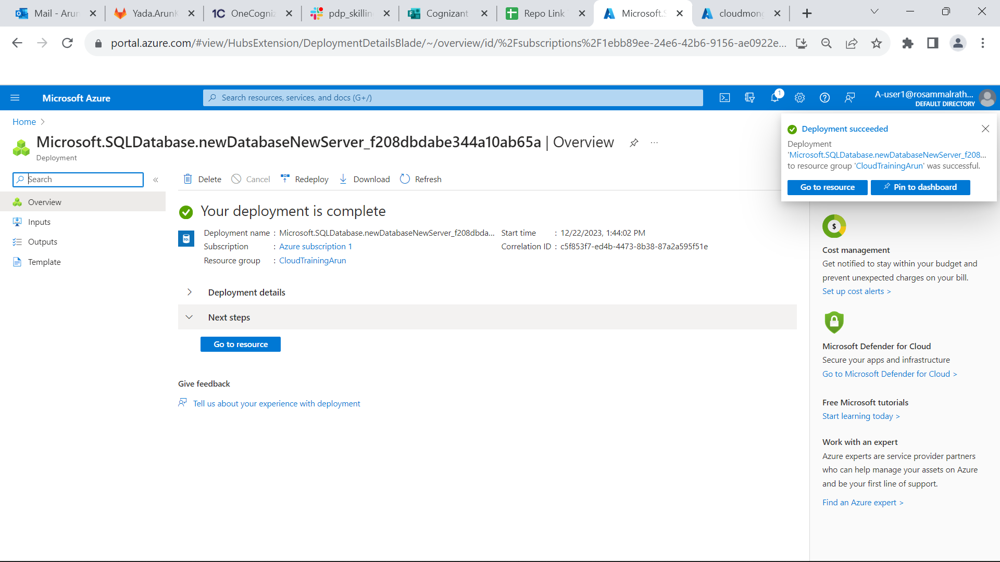 Mail - Arun
Yada.ArunK
OneCogniz
pdp_skillin
Cognizant
Repo Link
Microsoft.S
cloudmong
portal.azure.com/#view/HubsExtension/DeploymentDetailsBlade/~/overview/id/%2Fsubscriptions%2F1ebb89ee-24e6-42b6-9156-ae0922e...
Microsoft Azure
Search resources, services, and docs (G+/)
1
A-user1@rosammalrath...
DEFAULT DIRECTORY
Home
Microsoft.SQLDatabase.newDatabaseNewServer_f208dbdabe344a10ab65a | Overview
Deployment
Search
Overview
Inputs
Outputs
Template
Delete
Cancel
Redeploy
Download
Refresh
Your deployment is complete
SQL
Deployment name : Microsoft.SQLDatabase.newDatabaseNewServer_f208dbda...
Subscription : Azure subscription 1
Resource group : CloudTrainingArun
Start time : 12/22/2023, 1:44:02 PM
Correlation ID : c5f853f7-ed4b-4473-8b38-87a2a595f51e
Deployment details
Next steps
Go to resource
Give feedback
Tell us about your experience with deployment
Deployment succeeded
Deployment
'Microsoft.SQLDatabase.newDatabaseNewServer_f208...
to resource group 'CloudTrainingArun' was successful.
Go to resource
Pin to dashboard
$
Cost management
Get notified to stay within your budget and
prevent unexpected charges on your bill.
Set up cost alerts >
Microsoft Defender for Cloud
Secure your apps and infrastructure
Go to Microsoft Defender for Cloud >
Free Microsoft tutorials
Start learning today >
Work with an expert
Azure experts are service provider partners
who can help manage your assets on Azure
and be your first line of support.
Find an Azure expert >